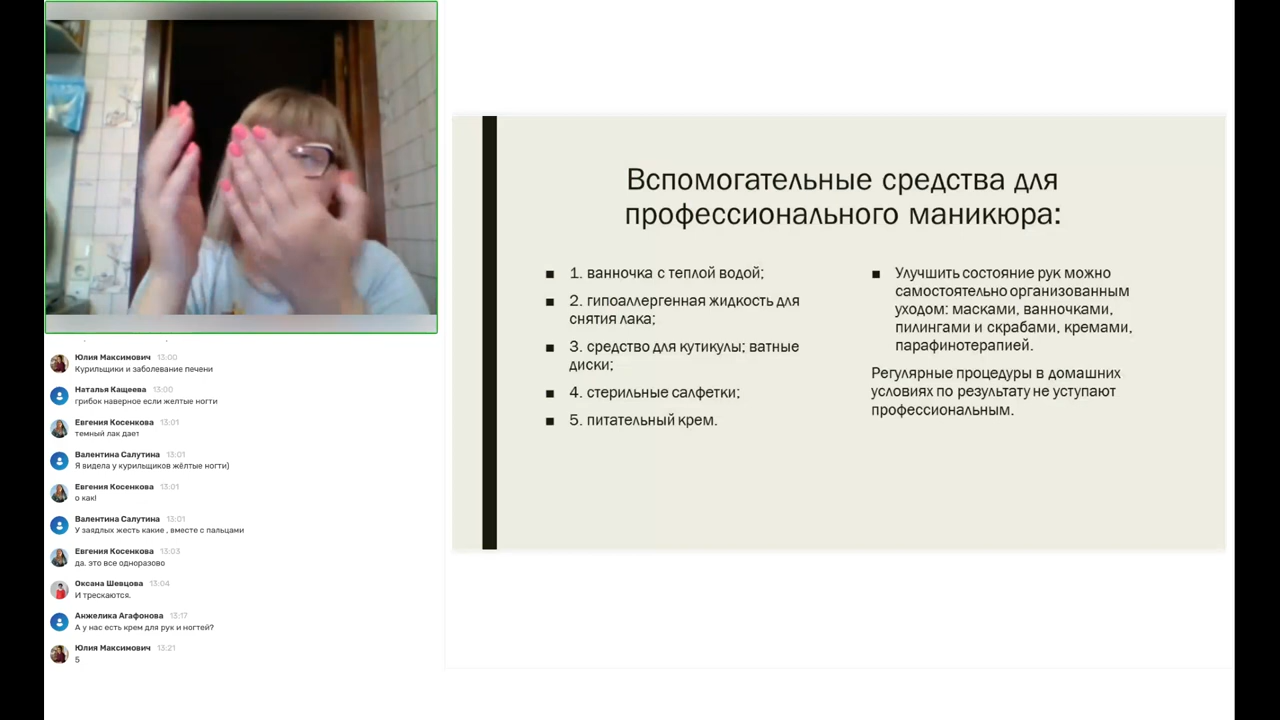 Юлия Максимович 13:00
Курильщики и заболевание печени
Наталья Кащеева 13:00
грибок наверное если желтые ногти
Евгения Косенкова 13:01
темный лак дает
Валентина Салутина 13:01
Я видела у курильщиков жёлтые ногти)
Евгения Косенкова 13:01
о как!
Валентина Салутина 13:01
У заядлых жесть какие , вместе с пальцами
Евгения Косенкова 13:03
да. это все одноразово
Оксана Шевцова 13:04
И трескаются.
Анжелика Агафонова 13:17
А у нас есть крем для рук и ногтей?
Юлия Максимович 13:21
5
Вспомогательные средства для
профессионального маникюра:
1. ванночка с теплой водой;
2. гипоаллергенная жидкость для
снятия лака;
3. средство для кутикулы; ватные
диски;
4. стерильные салфетки;
5. питательный крем.
Улучшить состояние рук можно
самостоятельно организованным
уходом: масками, ванночками,
пилингами и скрабами, кремами,
парафинотерапией.
Регулярные процедуры в домашних
условиях по результату не уступают
профессиональным.